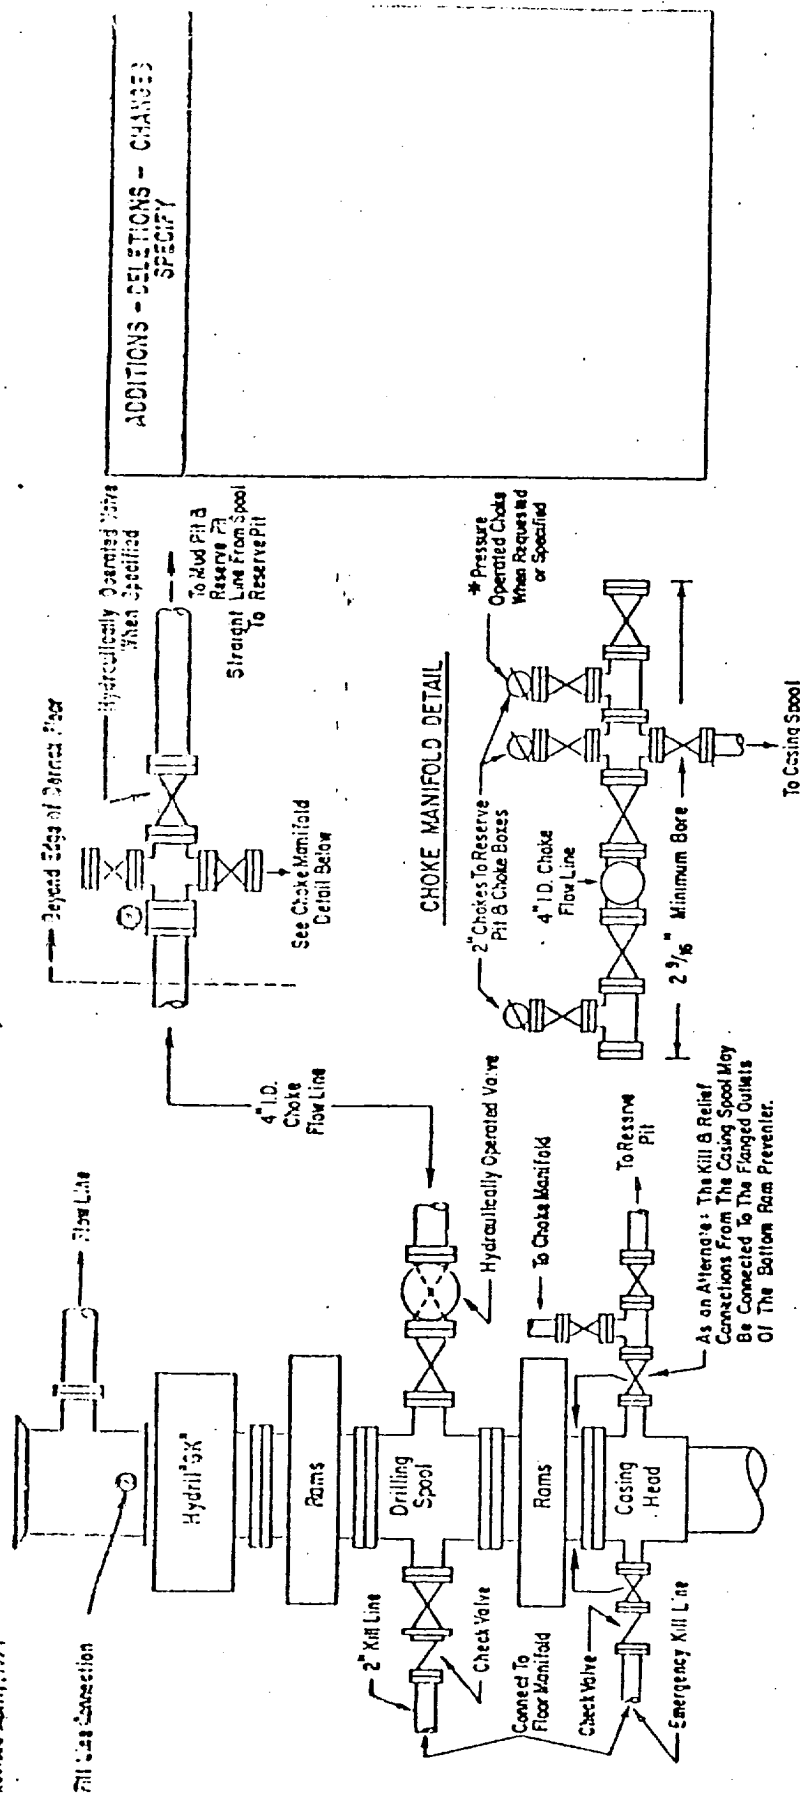 ADDITIONS - DELETIONS - CHANGES
SPECIFY
Beyond Edge of Derrick Floor
Hydraulically Operated Valve
When Specified
To Mud Pit &
Reserve Pit
Straight Line From Spool
To Reserve Pit
See Choke Manifold
Detail Below
4" I.D.
Choke
Flow Line
Flow Line
Fill Line Connection
Hydril "GK"
Rams
Drilling
Spool
2" Kill Line
Check Valve
Hydraulically Operated Valve
Connect To
Floor Manifold
Rams
Casing
Head
Check Valve
Emergency Kill Line
To Choke Manifold
To Reserve
Pit
As an Alternate: The Kill & Relief
Connections From The Casing Spool May
Be Connected To The Flanged Outlets
Of The Bottom Ram Preventer.
CHOKE MANIFOLD DETAIL
2" Chokes To Reserve
Pit & Choke Boxes
4" I.D. Choke
Flow Line
* Pressure
Operated Choke
When Requested
or Specified
2 9/16" Minimum Bore
To Casing Spool